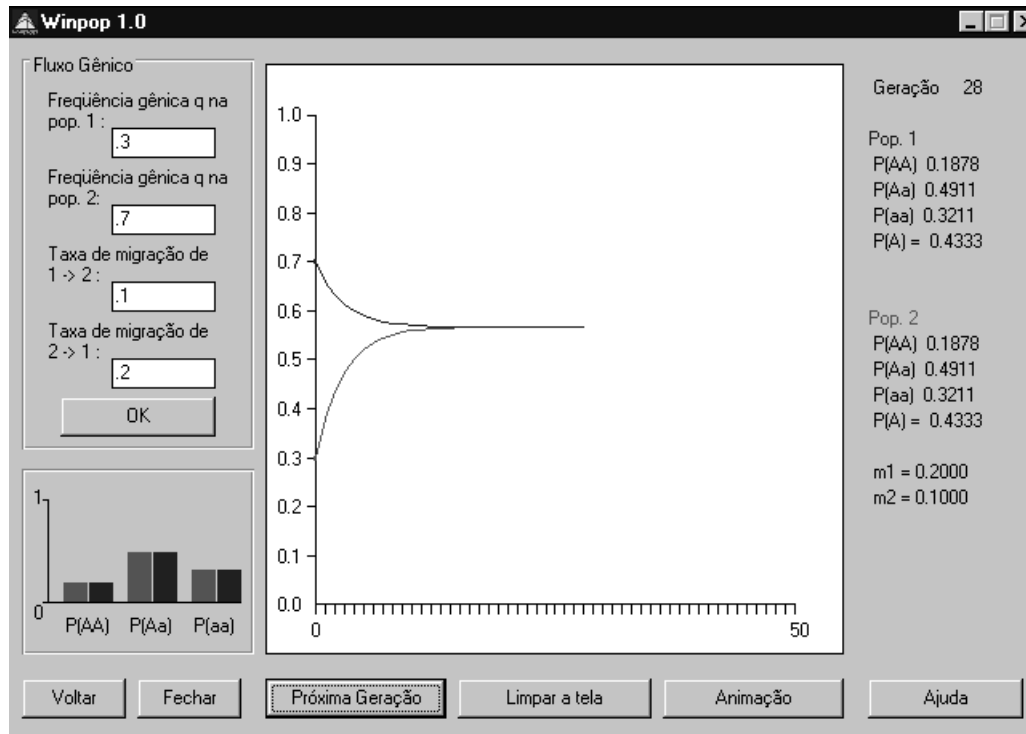 Winpop 1.0
Fluxo Gênico
Freqüência gênica q na
pop. 1 :
.3
Freqüência gênica q na
pop. 2:
.7
Taxa de migração de
1 -> 2 :
.1
Taxa de migração de
2 -> 1 :
.2
OK
1
0
P(AA) P(Aa) P(aa)
1.0
0.9
0.8
0.7
0.6
0.5
0.4
0.3
0.2
0.1
0.0
0 50
Geração 28
Pop. 1
P(AA) 0.1878
P(Aa) 0.4911
P(aa) 0.3211
P(A) = 0.4333
Pop. 2
P(AA) 0.1878
P(Aa) 0.4911
P(aa) 0.3211
P(A) = 0.4333
m1 = 0.2000
m2 = 0.1000
Voltar Fechar Próxima Geração Limpar a tela Animação Ajuda